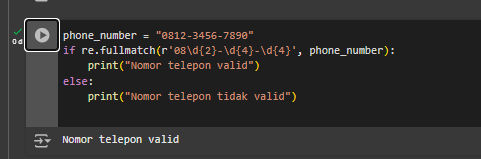 phone_number = "0812-3456-7890"
if re.fullmatch(r'08\d{2}-\d{4}-\d{4}', phone_number):
    print("Nomor telepon valid")
else:
    print("Nomor telepon tidak valid")
0d
Nomor telepon valid